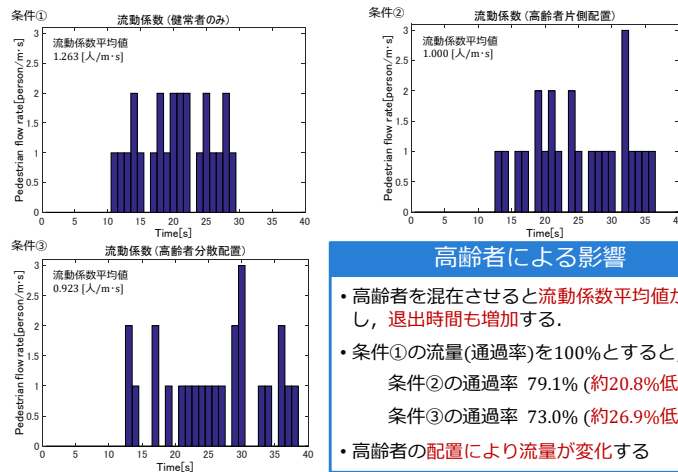 条件①
流動係数 (健常者のみ)
流動係数平均値
1.263 [人/m･s]
Pedestrian flow rate[person/m･s]
3
2.5
2
1.5
1
0.5
0
0 5 10 15 20 25 30 35 40
Time[s]
条件②
流動係数 (高齢者片側配置)
流動係数平均値
1.000 [人/m･s]
Pedestrian flow rate[person/m･s]
3
2.5
2
1.5
1
0.5
0
0 5 10 15 20 25 30 35 40
Time[s]
条件③
流動係数 (高齢者分散配置)
流動係数平均値
0.923 [人/m･s]
Pedestrian flow rate[person/m･s]
3
2.5
2
1.5
1
0.5
0
0 5 10 15 20 25 30 35 40
Time[s]
高齢者による影響
• 高齢者を混在させると流動係数平均値が
し，退出時間も増加する.
• 条件①の流量(通過率)を100%とすると,
条件②の通過率 79.1% (約20.8%低
条件③の通過率 73.0% (約26.9%低
• 高齢者の配置により流量が変化する